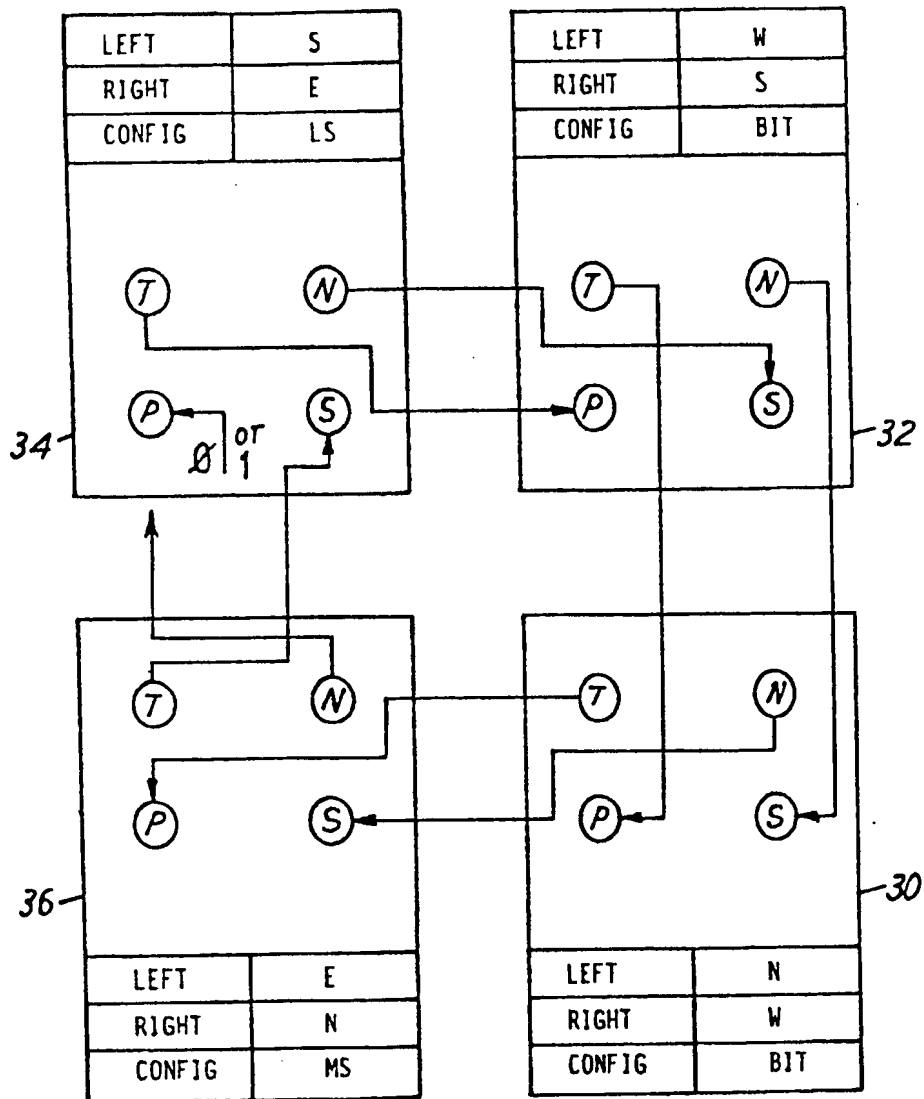 LEFT S
RIGHT E
CONFIG LS
T N
P S
Ø or 1
34
LEFT W
RIGHT S
CONFIG BIT
T N
P S
32
T N
P S
36
LEFT E
RIGHT N
CONFIG MS
T N
P S
30
LEFT N
RIGHT W
CONFIG BIT